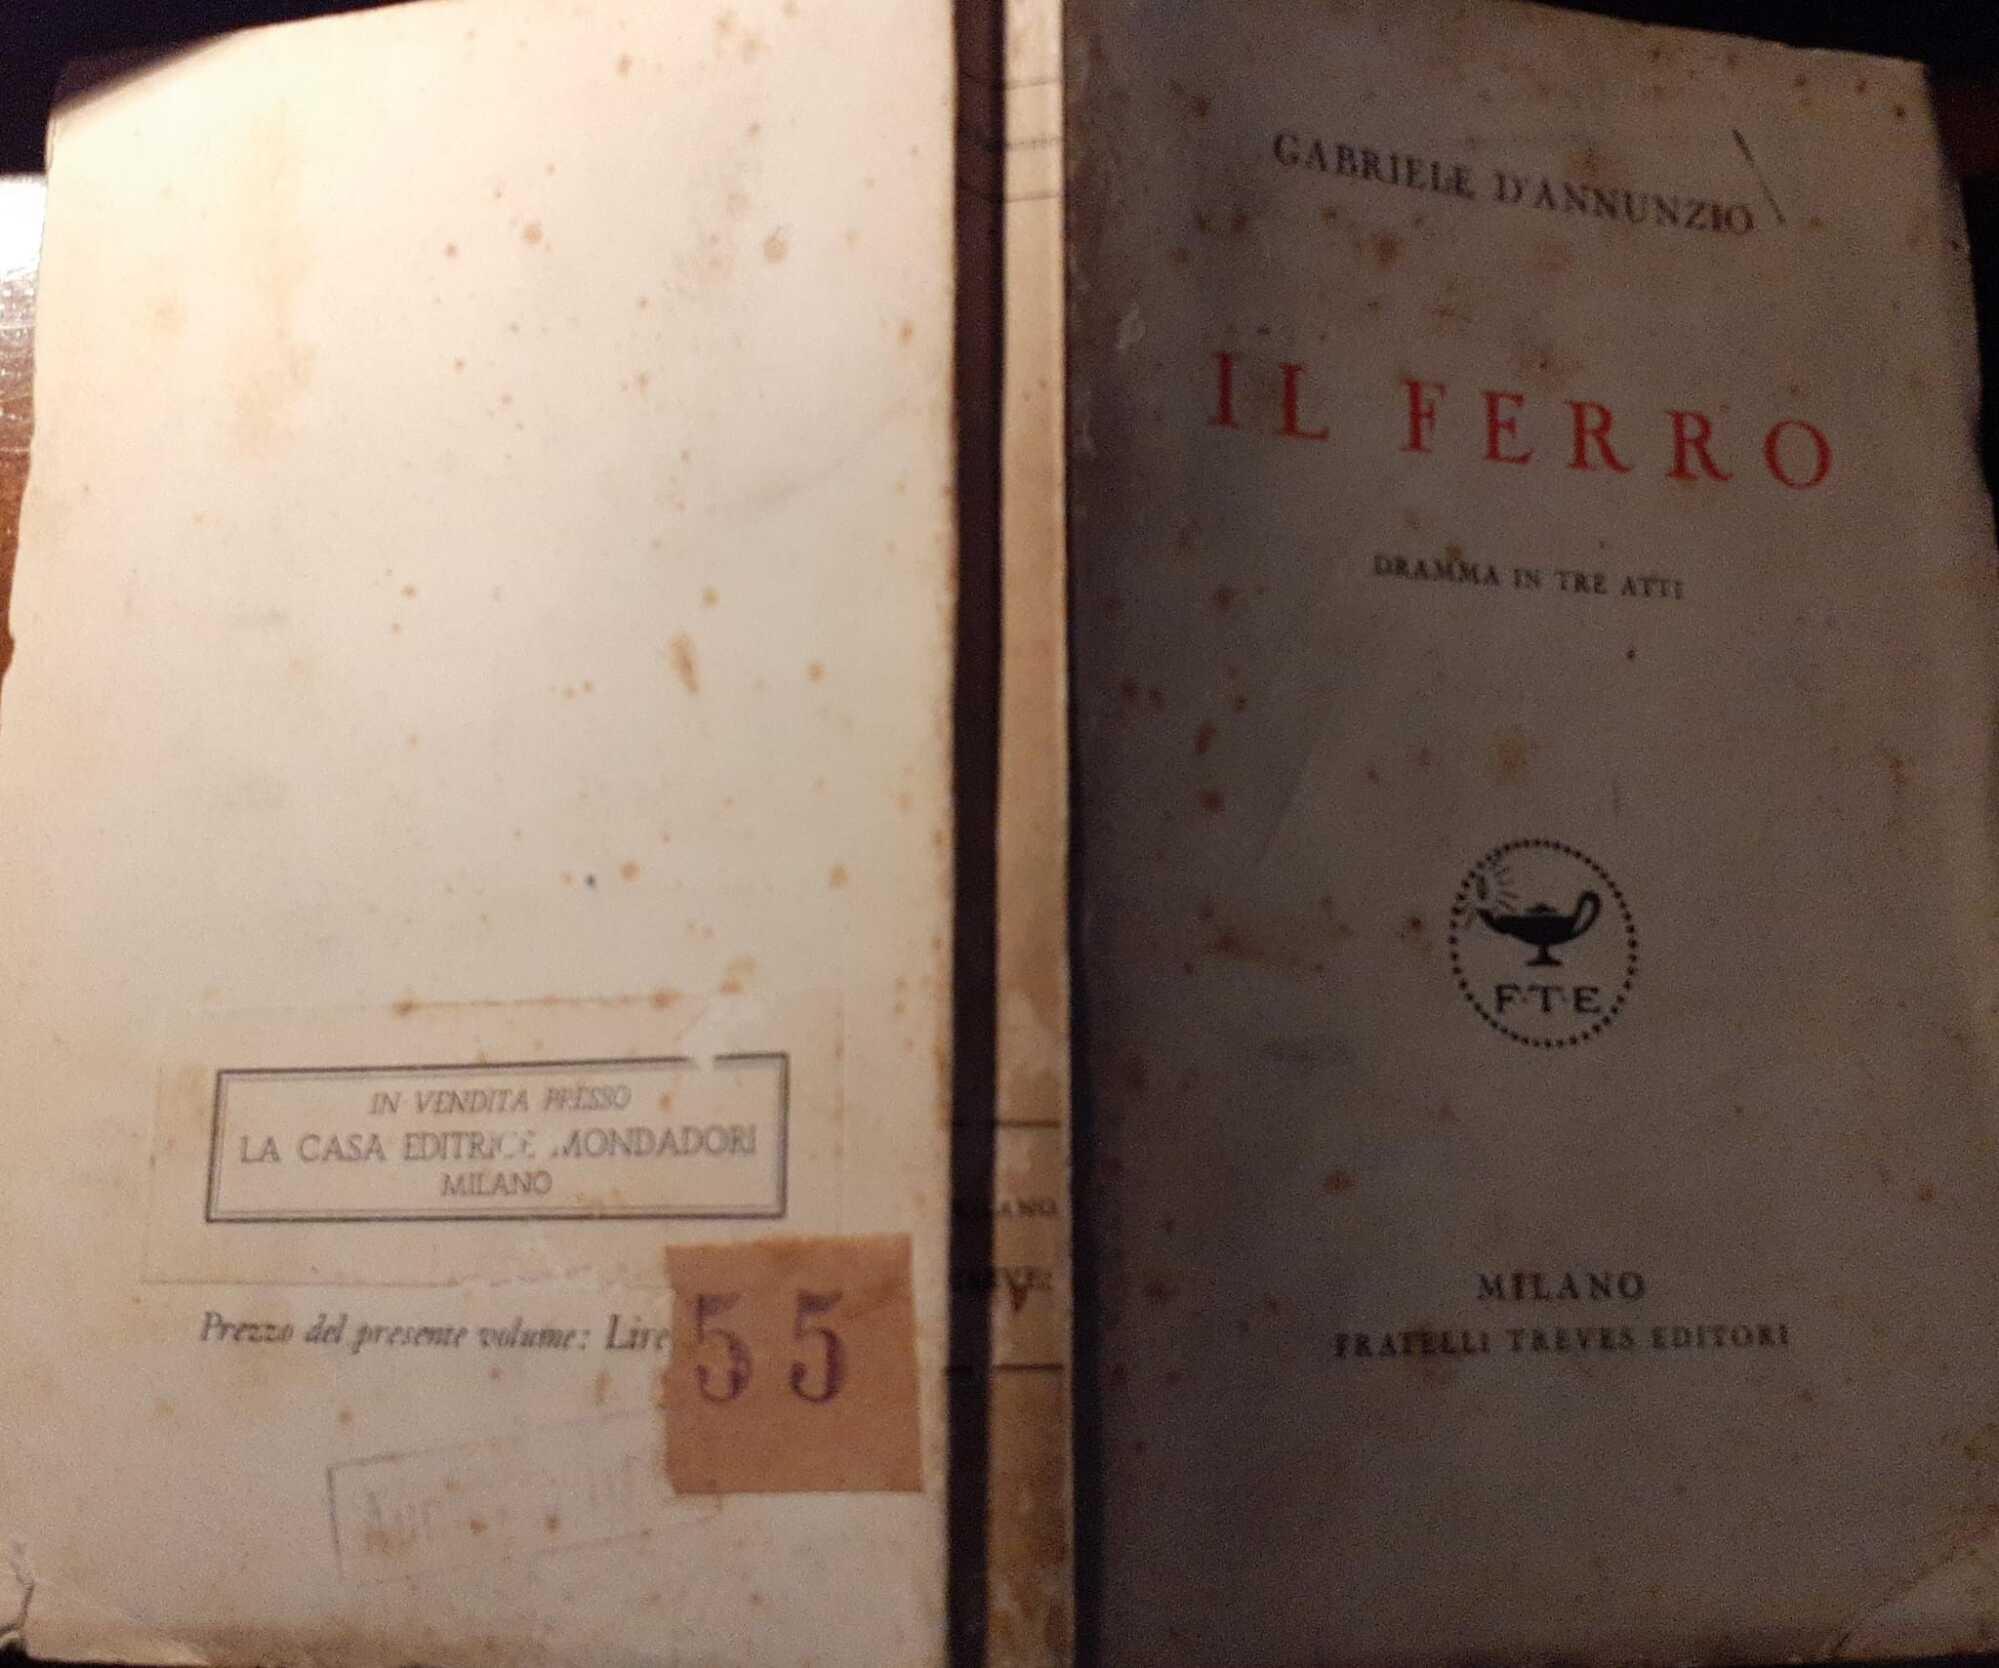 GABRIELE D'ANNUNZIO
IL FERRO
DRAMMA IN TRE ATTI
F·T·E
MILANO
FRATELLI TREVES EDITORI
IN VENDITA PRESSO
LA CASA EDITRICE MONDADORI
MILANO
Prezzo del presente volume: Lire
55